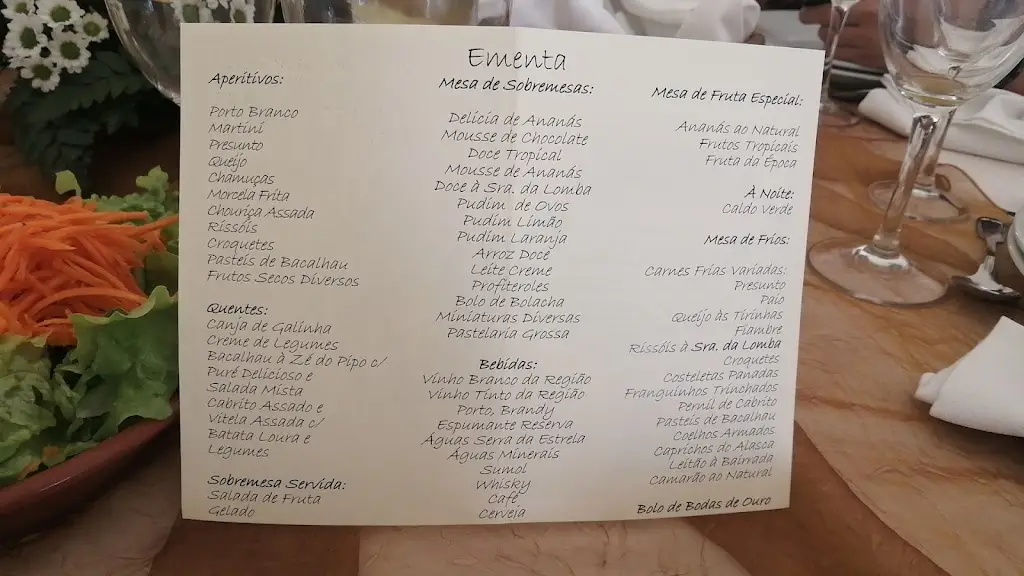 Ementa
Aperitivos:
Porto Branco
Martini
Presunto
Queijo
Chamuças
Morcela Frita
Chouriça Assada
Rissóis
Croquetes
Pasteis de Bacalhau
Frutos Secos Diversos
Quentes:
Canja de Galinha
Creme de Legumes
Bacalhau à Zé do Pipo c/
Puré Delicioso e
Salada Mista
Cabrito Assado e
Vitela Assada c/
Batata Loura e
Legumes
Sobremesa Servida:
Salada de Fruta
Gelado
Mesa de Sobremesas:
Delicia de Ananás
Mousse de Chocolate
Doce Tropical
Mousse de Ananás
Doce à Sra. da Lomba
Pudim de Ovos
Pudim Limão
Pudim Laranja
Arroz Doce
Leite Creme
Profiteroles
Bolo de Bolacha
Miniaturas Diversas
Pastelaria Grossa
Bebidas:
Vinho Branco da Região
Vinho Tinto da Região
Porto, Brandy
Espumante Reserva
Águas Serra da Estrela
Águas Minerais
Sumol
Whisky
Café
Cerveja
Mesa de Fruta Especial:
Ananás ao Natural
Frutos Tropicais
Fruta da Época
À Noite:
Caldo Verde
Mesa de Frios:
Carnes Frias Variadas:
Presunto
Paio
Queijo às Tirinhas
Fiambre
Rissóis à Sra. da Lomba
Croquetes
Costeletas Panadas
Franguinhos Trinchados
Pernil de Cabrito
Pasteis de Bacalhau
Coelhos Armados
Caprichos do Alasca
Leitão à Bairrada
Camarão ao Natural
Bolo de Bodas de Ouro